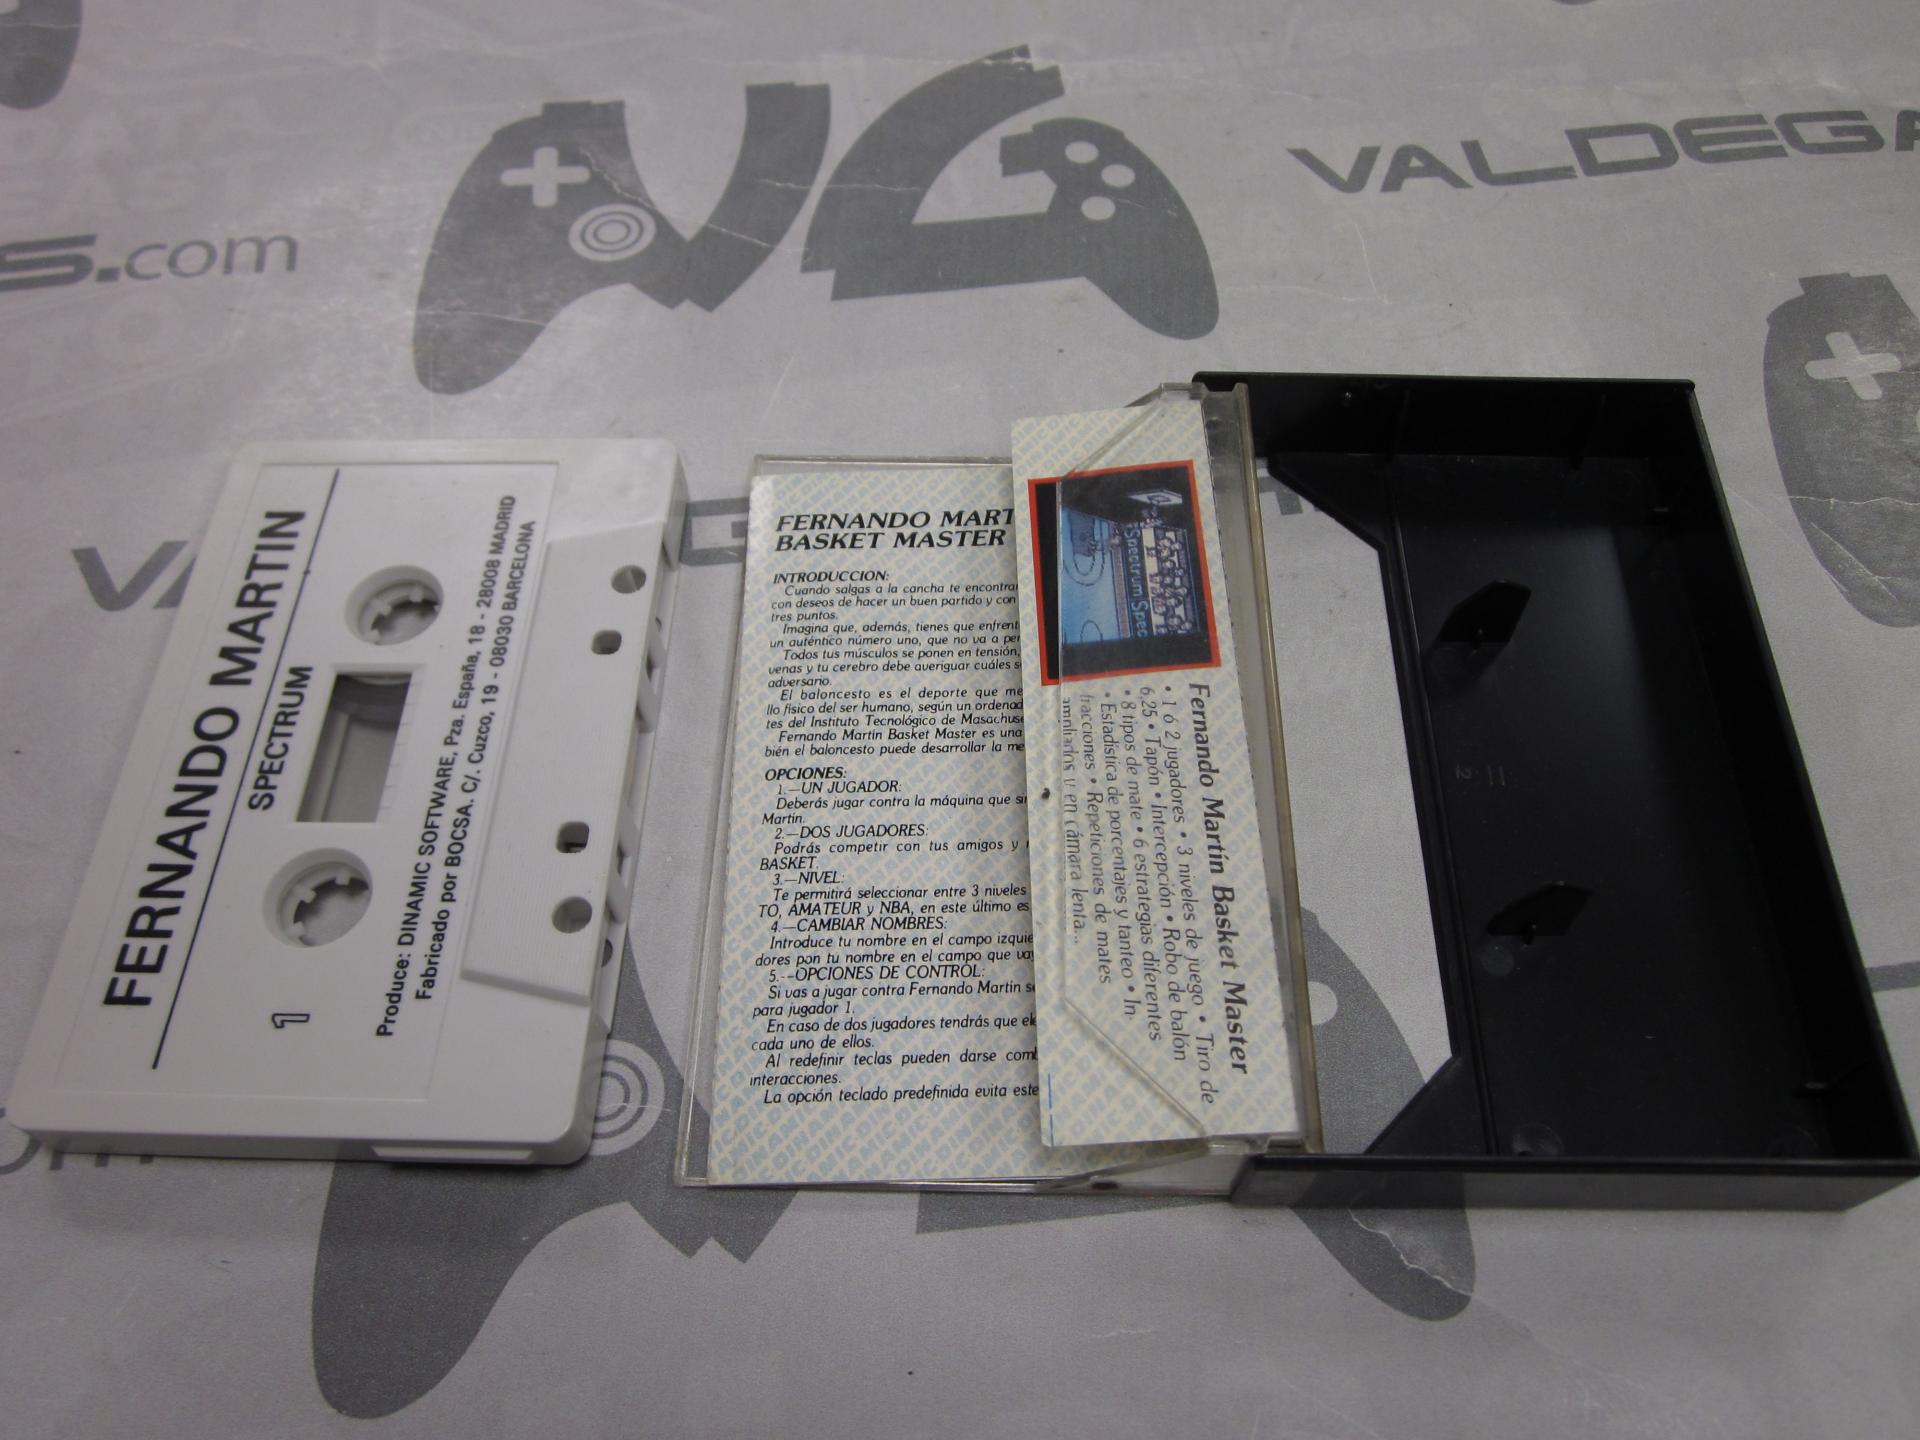 DATA
EAST
S.com
VALDEGA
FERNANDO MARTIN
SPECTRUM
1
Produce: DINAMIC SOFTWARE, Pza. España, 18 - 28008 MADRID
Fabricado por BOCSA. C/. Cuzco, 19 - 08030 BARCELONA
FERNANDO MART
BASKET MASTER
INTRODUCCION:
Cuando salgas a la cancha te encontra
con deseos de hacer un buen partido y con
tres puntos.
Imagina que, además, tienes que enfrent
un auténtico número uno, que no va a pe
Todos tus músculos se ponen en tensión,
venas y tu cerebro debe averiguar cuáles s
adversario.
El baloncesto es el deporte que me
llo físico del ser humano, según un ordenad
tes del Instituto Tecnológico de Masachuse
Fernando Martín Basket Master es una
bién el baloncesto puede desarrollar la me
OPCIONES:
1.—UN JUGADOR:
Deberás jugar contra la máquina que si
Martín.
2.—DOS JUGADORES:
Podrás competir con tus amigos y
BASKET.
3.—NIVEL:
Te permitirá seleccionar entre 3 niveles
TO, AMATEUR y NBA, en este último es
4.—CAMBIAR NOMBRES:
Introduce tu nombre en el campo izquie
dores pon tu nombre en el campo que vay
5.--OPCIONES DE CONTROL:
Si vas a jugar contra Fernando Martín se
para jugador 1.
En caso de dos jugadores tendrás que ele
cada uno de ellos.
Al redefinir teclas pueden darse comb
interacciones.
La opción teclado predefinida evita este
Spectrum Spec
Fernando Martín Basket Master
• 1 ó 2 jugadores • 3 niveles de juego • Tiro de
6,25 • Tapón • Intercepción • Robo de balón
• 8 tipos de mate • 6 estrategias diferentes
• Estadística de porcentajes y tanteo • In-
fracciones • Repeticiones de mates
ampliados y en cámara lenta...